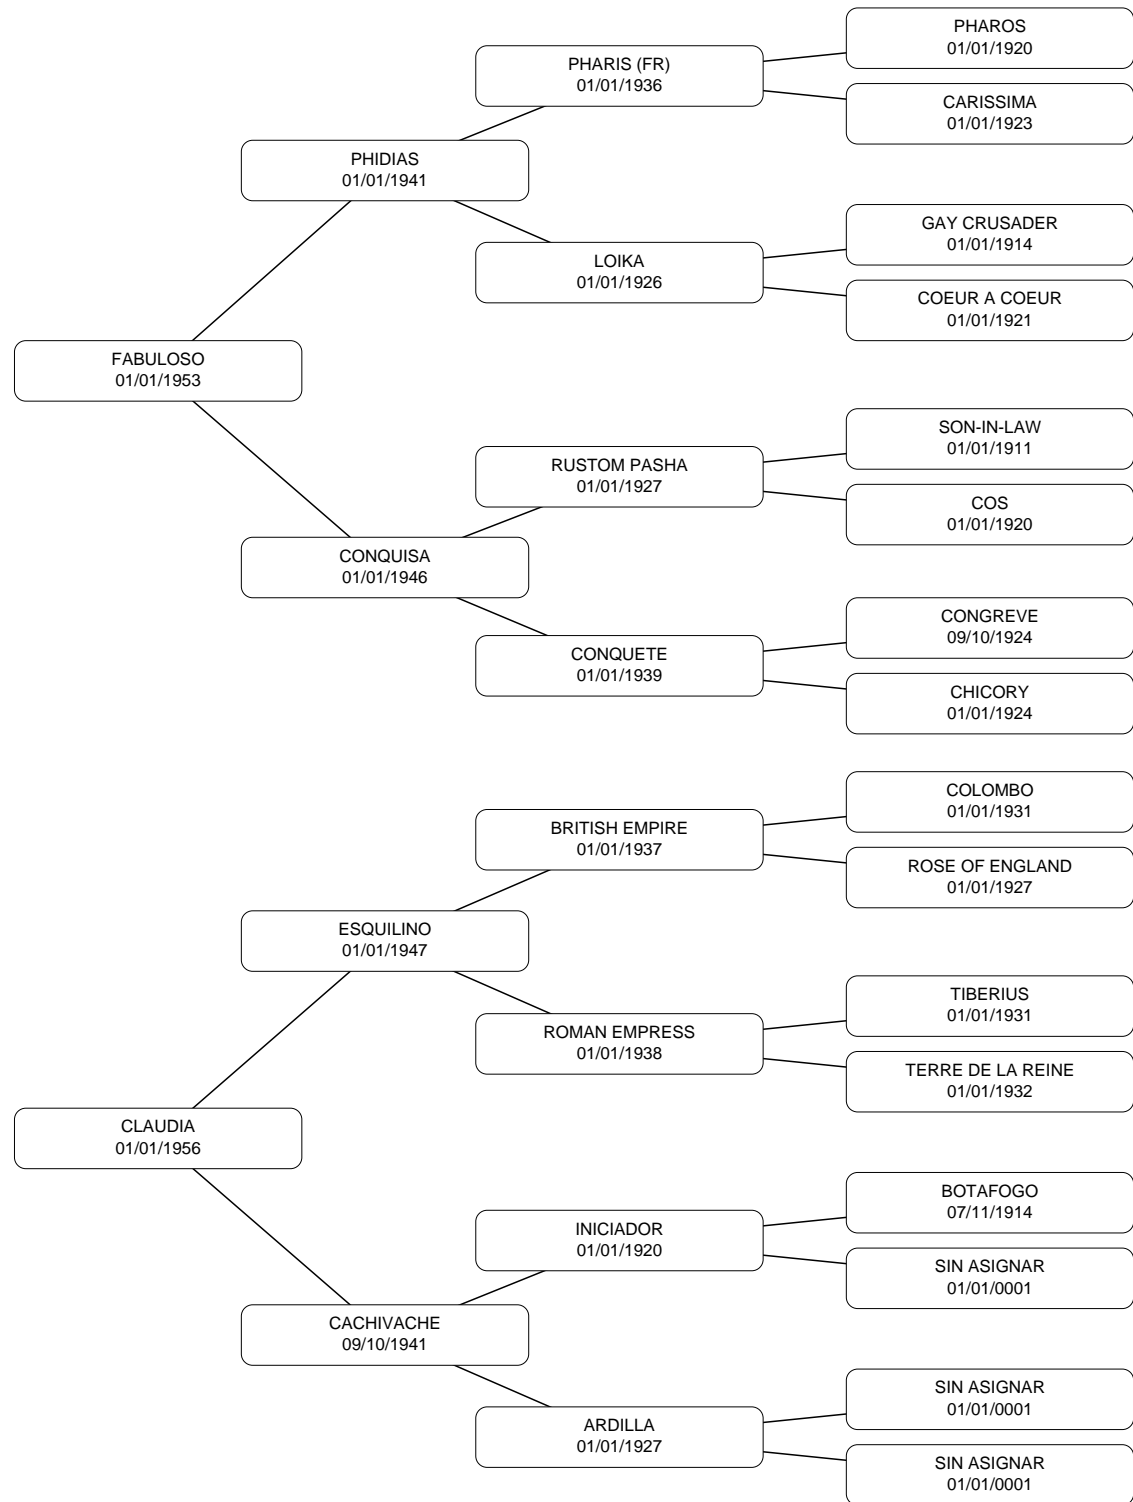 PHAROS
01/01/1920
PHARIS (FR)
01/01/1936
CARISSIMA
01/01/1923
PHIDIAS
01/01/1941
GAY CRUSADER
01/01/1914
LOIKA
01/01/1926
COEUR A COEUR
01/01/1921
FABULOSO
01/01/1953
SON-IN-LAW
01/01/1911
RUSTOM PASHA
01/01/1927
COS
01/01/1920
CONQUISA
01/01/1946
CONGREVE
09/10/1924
CONQUETE
01/01/1939
CHICORY
01/01/1924
COLOMBO
01/01/1931
BRITISH EMPIRE
01/01/1937
ROSE OF ENGLAND
01/01/1927
ESQUILINO
01/01/1947
TIBERIUS
01/01/1931
ROMAN EMPRESS
01/01/1938
TERRE DE LA REINE
01/01/1932
CLAUDIA
01/01/1956
BOTAFOGO
07/11/1914
INICIADOR
01/01/1920
SIN ASIGNAR
01/01/0001
CACHIVACHE
09/10/1941
SIN ASIGNAR
01/01/0001
ARDILLA
01/01/1927
SIN ASIGNAR
01/01/0001